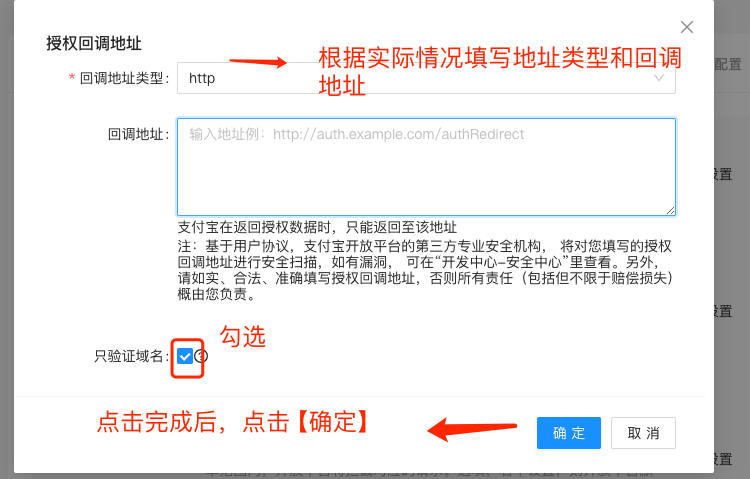 授权回调地址
* 回调地址类型: http
根据实际情况填写地址类型和回调
地址
配置
回调地址: 输入地址例：http://auth.example.com/authRedirect
设置
支付宝在返回授权数据时，只能返回至该地址
注：基于用户协议，支付宝开放平台的第三方专业安全机构， 将对您填写的授权
回调地址进行安全扫描，如有漏洞， 可在“开发中心-安全中心”里查看。另外，
请如实、合法、准确填写授权回调地址，否则所有责任（包括但不限于赔偿损失）
概由您负责。
设置
勾选
只验证域名:
点击完成后，点击【确定】
确 定
取 消
设置